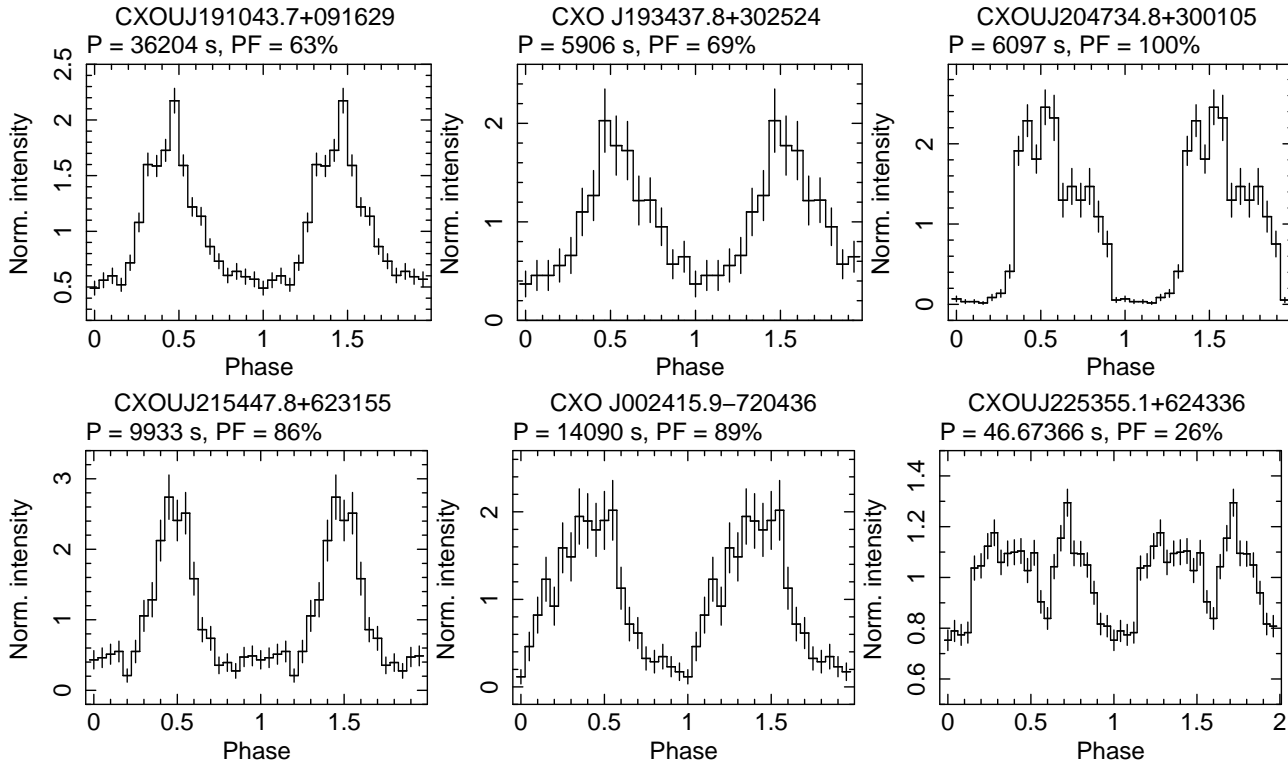 CXOUJ191043.7+091629
P = 36204 s, PF = 63%
Norm. intensity
2.5
2
1.5
1
0.5
0
0.5
1
1.5
Phase
CXO J193437.8+302524
P = 5906 s, PF = 69%
Norm. intensity
2
1
0
0
0.5
1
1.5
Phase
CXOUJ204734.8+300105
P = 6097 s, PF = 100%
Norm. intensity
2
1
0
0
0.5
1
1.5
Phase
CXOUJ215447.8+623155
P = 9933 s, PF = 86%
Norm. intensity
3
2
1
0
0
0.5
1
1.5
Phase
CXO J002415.9−720436
P = 14090 s, PF = 89%
Norm. intensity
2
1
0
0
0.5
1
1.5
Phase
CXOUJ225355.1+624336
P = 46.67366 s, PF = 26%
Norm. intensity
1.4
1.2
1
0.8
0.6
0
0.5
1
1.5
2
Phase